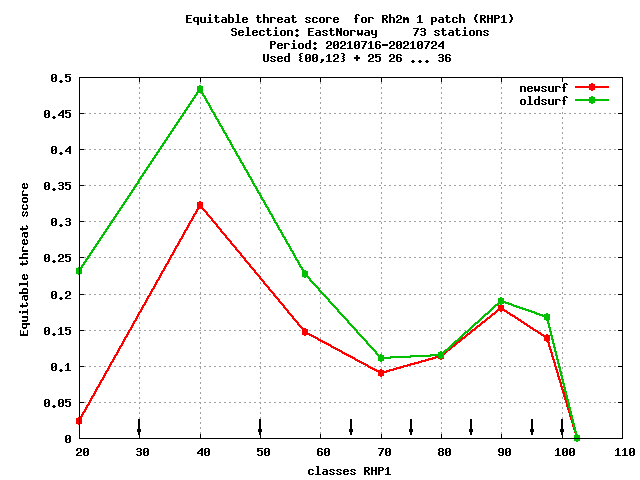 Equitable threat score  for Rh2m 1 patch (RHP1)
Selection: EastNorway     73 stations
Period: 20210716-20210724
Used {00,12} + 25 26 ... 36
newsurf
oldsurf
0.5
0.45
0.4
0.35
0.3
0.25
0.2
0.15
0.1
0.05
0
Equitable threat score
20 30 40 50 60 70 80 90 100 110
classes RHP1